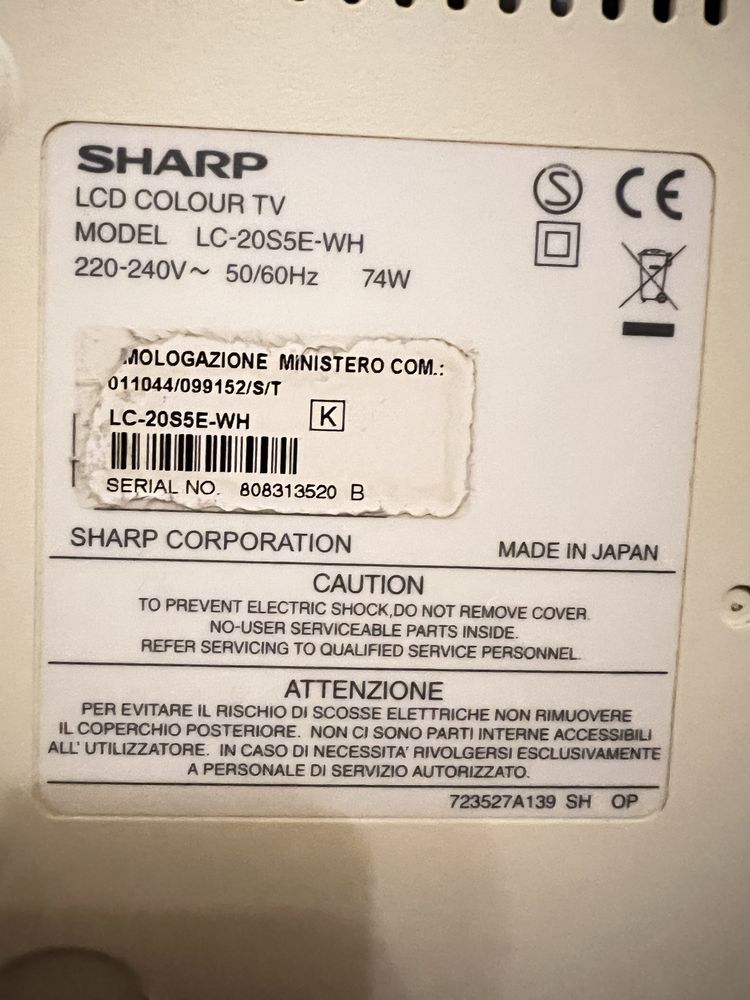 SHARP
LCD COLOUR TV
MODEL LC-20S5E-WH
220-240V~ 50/60Hz 74W
S
CE
MOLOGAZIONE MINISTERO COM.:
011044/099152/S/T
LC-20S5E-WH K
SERIAL NO. 808313520 B
SHARP CORPORATION
MADE IN JAPAN
CAUTION
TO PREVENT ELECTRIC SHOCK,DO NOT REMOVE COVER.
NO-USER SERVICEABLE PARTS INSIDE.
REFER SERVICING TO QUALIFIED SERVICE PERSONNEL.
ATTENZIONE
PER EVITARE IL RISCHIO DI SCOSSE ELETTRICHE NON RIMUOVERE
IL COPERCHIO POSTERIORE. NON CI SONO PARTI INTERNE ACCESSIBILI
ALL' UTILIZZATORE. IN CASO DI NECESSITA' RIVOLGERSI ESCLUSIVAMENTE
A PERSONALE DI SERVIZIO AUTORIZZATO.
723527A139 SH OP